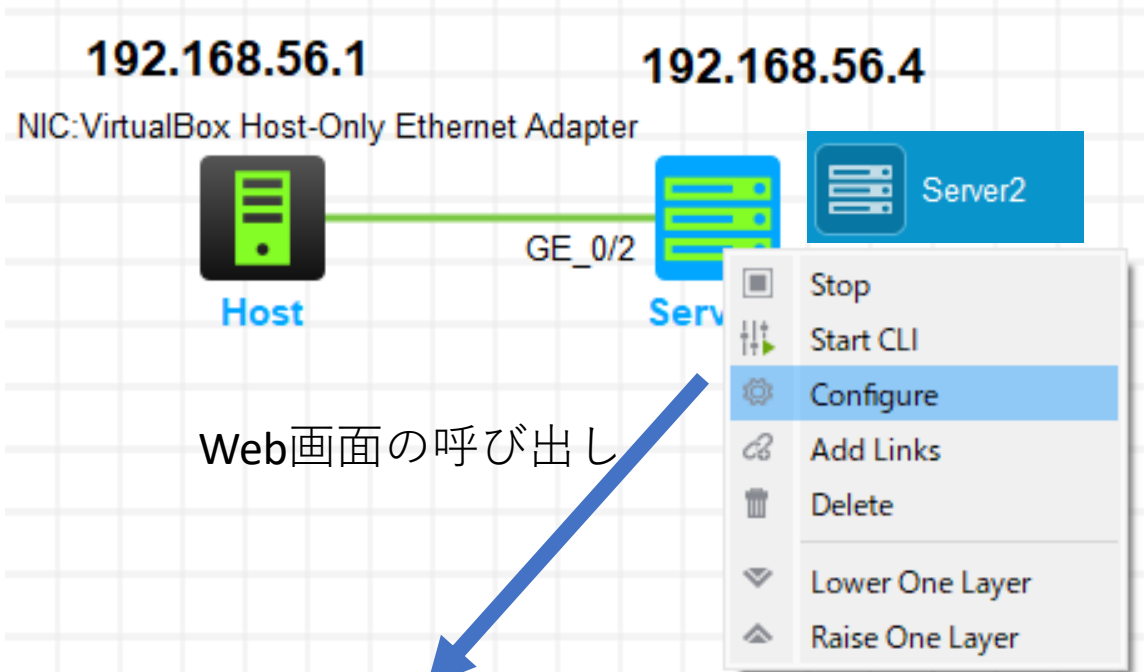 192.168.56.1
192.168.56.4
NIC:VirtualBox Host-Only Ethernet Adapter
Server2
GE_0/2
Host
Serv
Stop
Start CLI
Configure
Add Links
Delete
Lower One Layer
Raise One Layer
Web画面の呼び出し